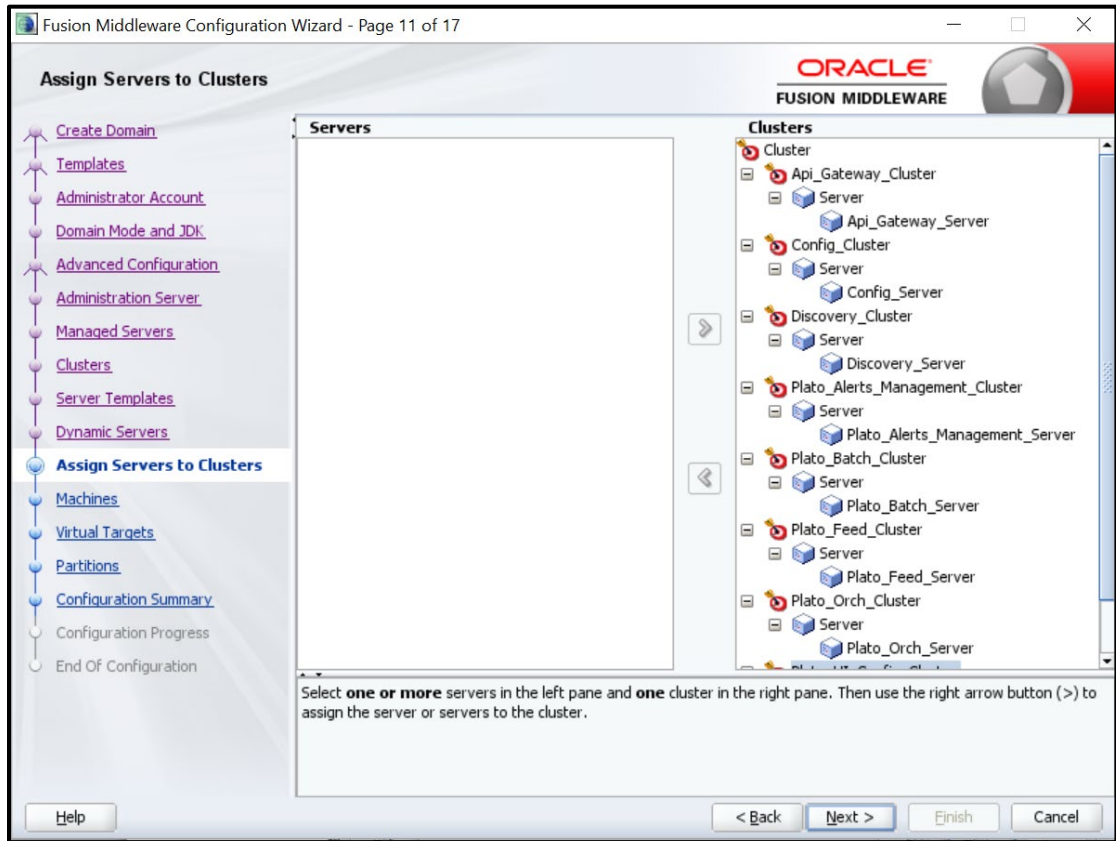 Fusion Middleware Configuration Wizard - Page 11 of 17
Assign Servers to Clusters
ORACLE
FUSION MIDDLEWARE
Create Domain
Templates
Administrator Account
Domain Mode and JDK
Advanced Configuration
Administration Server
Managed Servers
Clusters
Server Templates
Dynamic Servers
Assign Servers to Clusters
Machines
Virtual Targets
Partitions
Configuration Summary
Configuration Progress
End Of Configuration
Servers
Clusters
Cluster
Api_Gateway_Cluster
Server
Api_Gateway_Server
Config_Cluster
Server
Config_Server
Discovery_Cluster
Server
Discovery_Server
Plato_Alerts_Management_Cluster
Server
Plato_Alerts_Management_Server
Plato_Batch_Cluster
Server
Plato_Batch_Server
Plato_Feed_Cluster
Server
Plato_Feed_Server
Plato_Orch_Cluster
Server
Plato_Orch_Server
Select one or more servers in the left pane and one cluster in the right pane. Then use the right arrow button (>) to
assign the server or servers to the cluster.
Help
< Back
Next >
Finish
Cancel